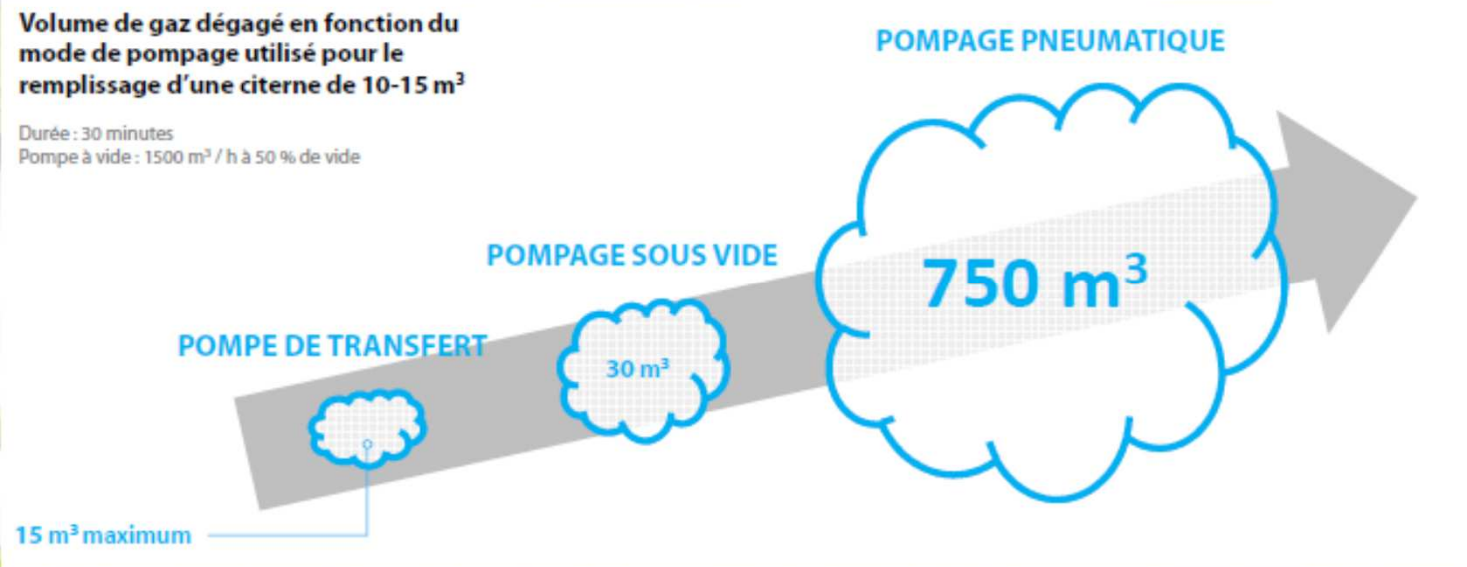 Volume de gaz dégagé en fonction du
mode de pompage utilisé pour le
remplissage d’une citerne de 10-15 m³
Durée : 30 minutes
Pompe à vide : 1500 m³ / h à 50 % de vide
POMPAGE PNEUMATIQUE
750 m³
POMPAGE SOUS VIDE
30 m³
POMPE DE TRANSFERT
15 m³ maximum